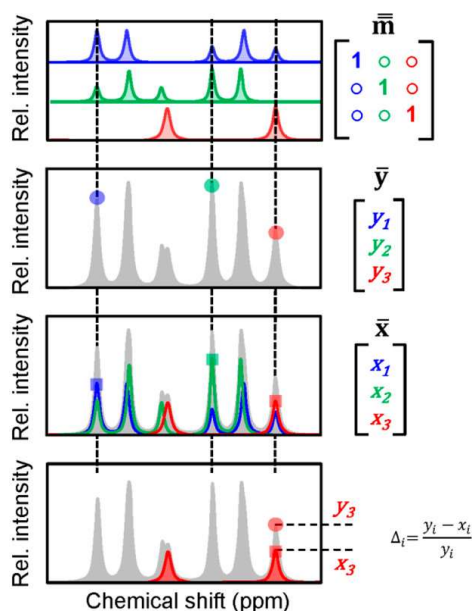 Rel. intensity
m̿
1 o o
o 1 o
o o 1
Rel. intensity
ȳ
y₁
y₂
y₃
Rel. intensity
x̄
x₁
x₂
x₃
Rel. intensity
y₃
x₃
Δᵢ = (yᵢ − xᵢ) / yᵢ
Chemical shift (ppm)